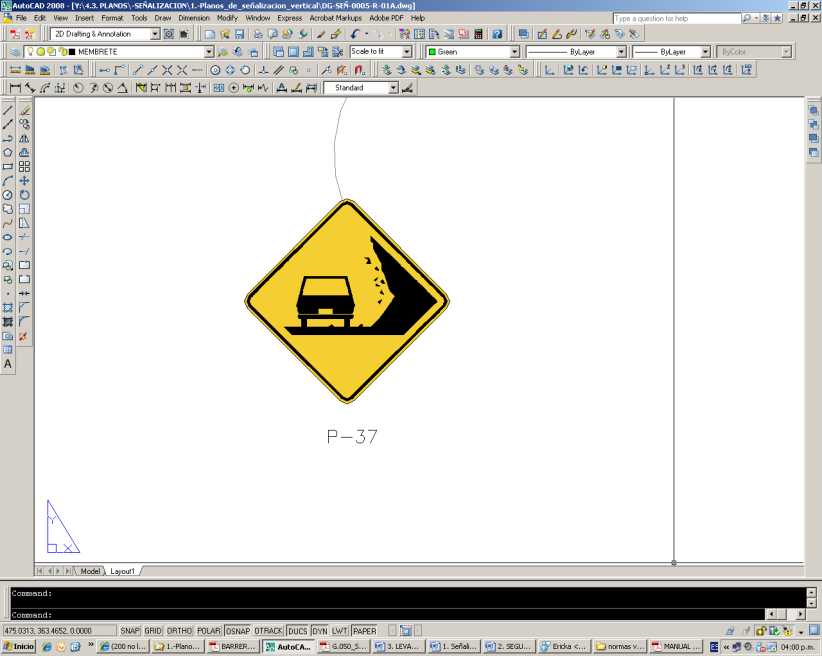 AutoCAD 2008 - [Y:\4.3. PLANOS\-SEÑALIZACION\1.-Planos_de_señalizacion_vertical\DG-SEÑ-0005-R-01A.dwg]
File Edit View Insert Format Tools Draw Dimension Modify Window Express Acrobat Markups Adobe PDF Help
Type a question for help
2D Drafting & Annotation
MEMBRETE
Scale to fit
Green
ByLayer
ByLayer
ByColor
Standard
P-37
Y
X
Model Layout1
Command:
Command:
475.0313, 363.4652, 0.0000 SNAP GRID ORTHO POLAR OSNAP OTRACK DUCS DYN LWT PAPER
Inicio » (200 no l... 1.-Plano... BARRER... AutoCA... G.050_S... 3. LEVA... 1. Señali... 2. SEGU... Ericka <... normas v... MANUAL ... 04:00 p.m.